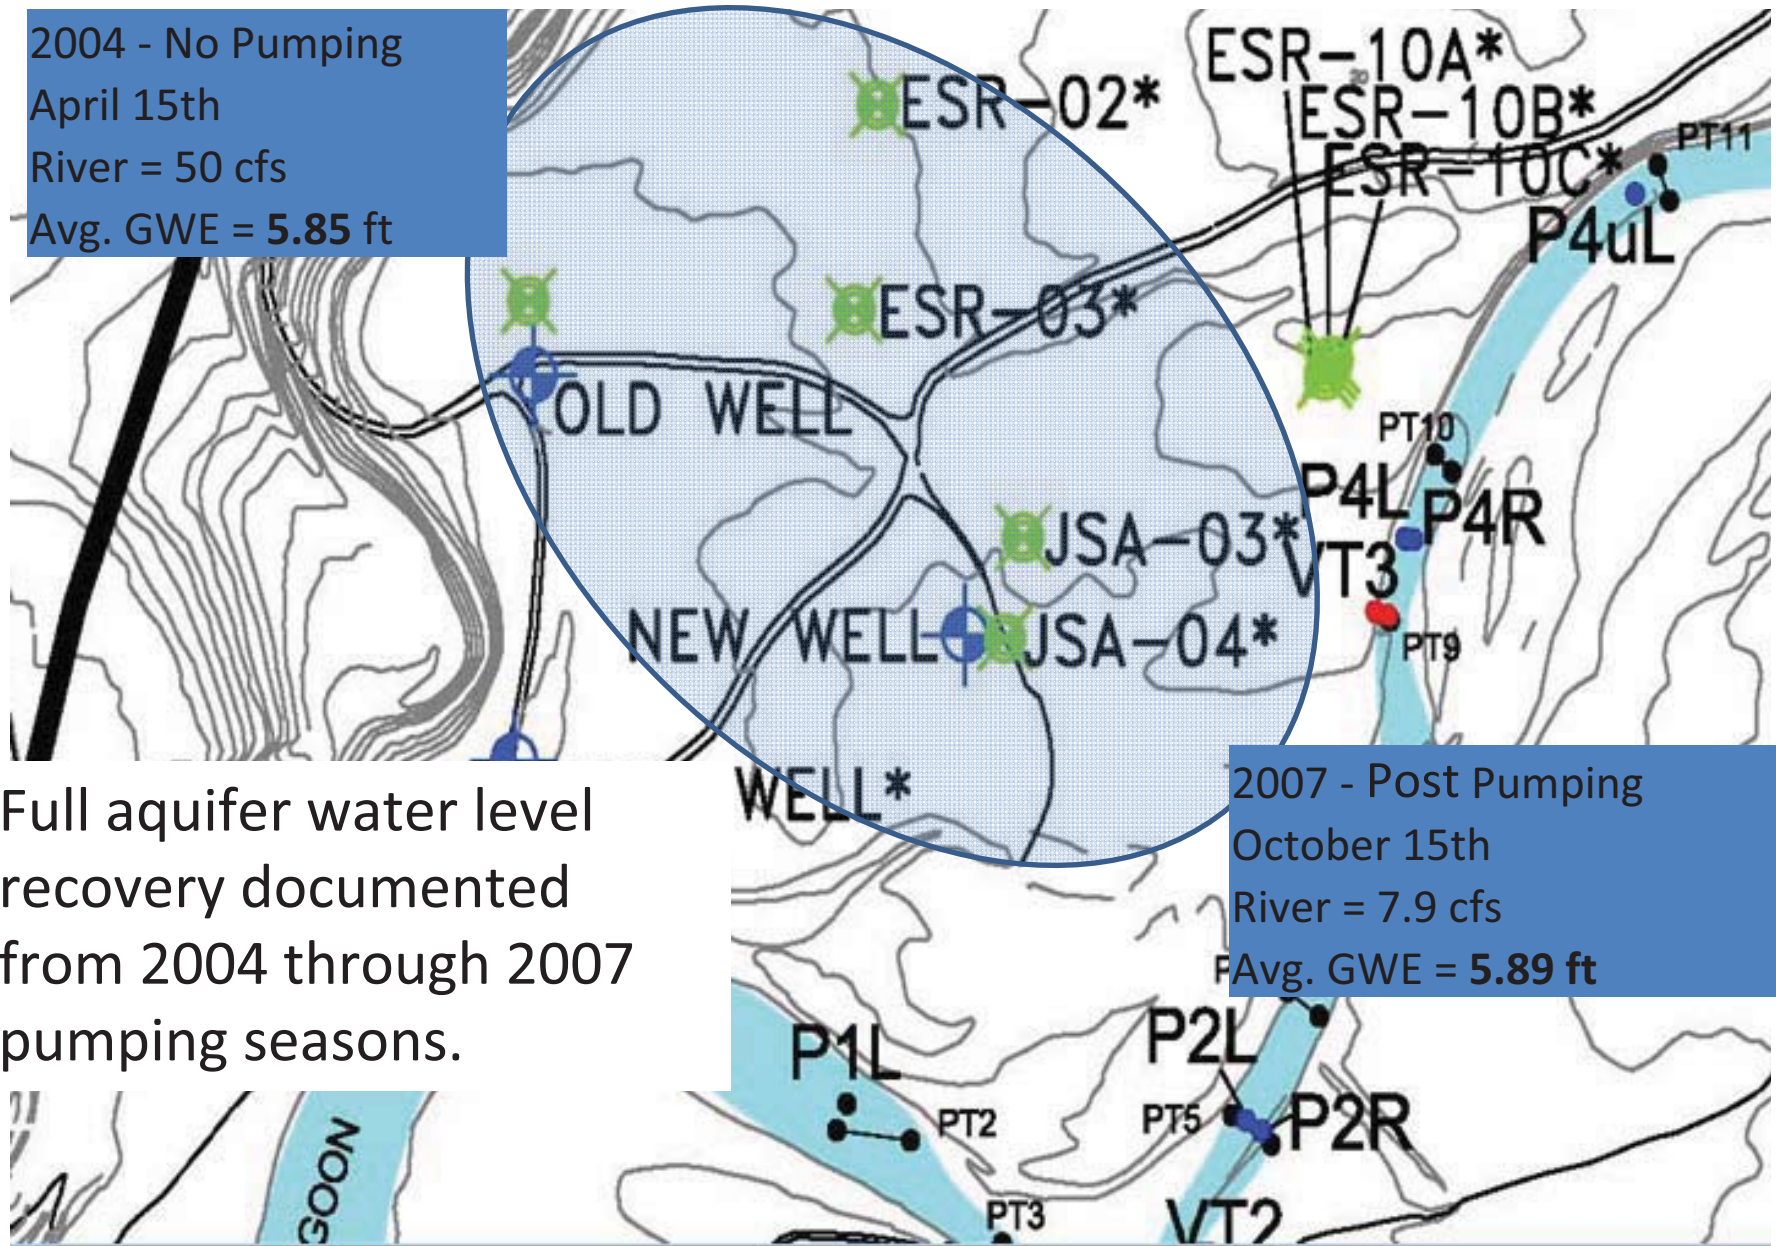 2004 - No Pumping
April 15th
River = 50 cfs
Avg. GWE = 5.85 ft
ESR-02*
ESR-10A*
ESR-10B*
ESR-10C*
PT11
P4uL
ESR-03*
OLD WELL
PT10
P4L
P4R
JSA-03*
VT3
NEW WELL
JSA-04*
PT9
WELL*
Full aquifer water level
recovery documented
from 2004 through 2007
pumping seasons.
2007 - Post Pumping
October 15th
River = 7.9 cfs
Avg. GWE = 5.89 ft
P1L
PT2
P2L
PT5
P2R
GOON
PT3
VT2